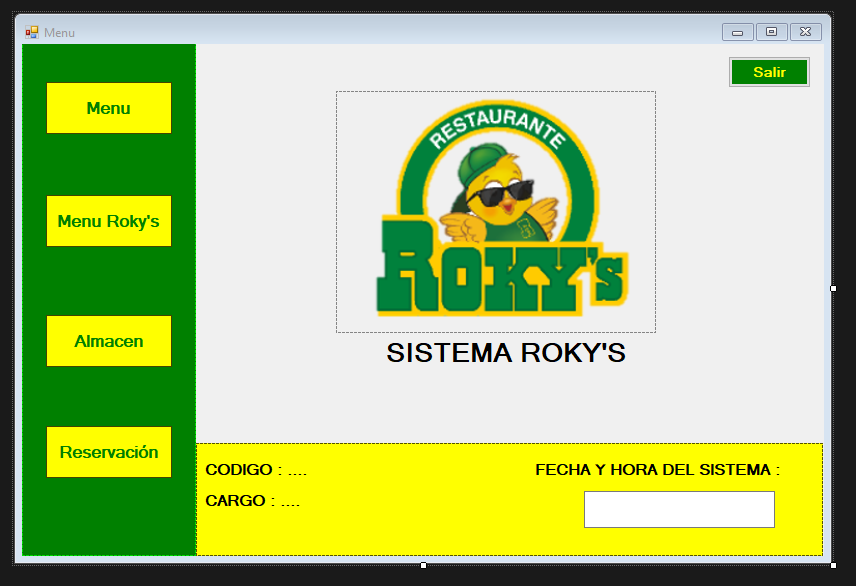 Menu
Salir
Menu
RESTAURANTE
Menu Roky's
ROKY'S
Almacen
SISTEMA ROKY'S
Reservación
CODIGO : ....
FECHA Y HORA DEL SISTEMA :
CARGO : ....